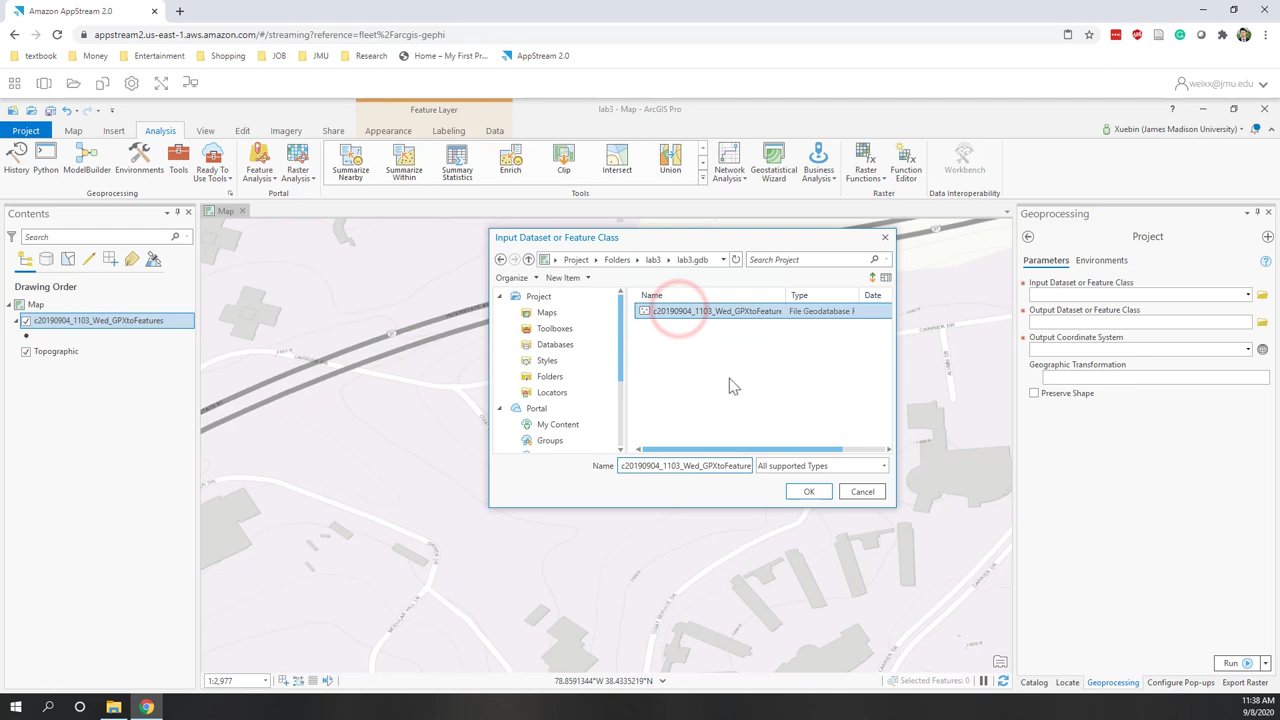 Amazon AppStream 2.0
appstream2.us-east-1.aws.amazon.com/#/streaming?reference=fleet%2Farcgis-gephi
textbook Money Entertainment Shopping JOB JMU Research Home - My First Pr... AppStream 2.0
weixx@jmu.edu
Feature Layer
lab3 - Map - ArcGIS Pro
Project Map Insert Analysis View Edit Imagery Share Appearance Labeling Data
Xuebin (James Madison University)
History Python ModelBuilder Environments Tools Ready To Use Tools Feature Analysis Raster Analysis Summarize Nearby Summarize Within Summary Statistics Enrich Clip Intersect Union Network Analysis Geostatistical Wizard Business Analysis Raster Functions Function Editor Workbench
Geoprocessing Portal Tools Raster Data Interoperability
Contents
Search
Drawing Order
Map
c20190904_1103_Wed_GPXtoFeatures
Topographic
Map
Input Dataset or Feature Class
Project Folders lab3 lab3.gdb
Search Project
Organize New Item
Project
Maps
Toolboxes
Databases
Styles
Folders
Locators
Portal
My Content
Groups
Name Type Date
c20190904_1103_Wed_GPXtoFeature File Geodatabase F
Name c20190904_1103_Wed_GPXtoFeature All supported Types
OK Cancel
CARRIER DR
MODULAR HILL LN
DRIVER DR
CARRIER DR
1:2,977
78.8591344°W 38.4335219°N
Selected Features: 0
Geoprocessing
Project
Parameters Environments
Input Dataset or Feature Class
Output Dataset or Feature Class
Output Coordinate System
Geographic Transformation
Preserve Shape
Run
Catalog Locate Geoprocessing Configure Pop-ups Export Raster
11:38 AM
9/8/2020